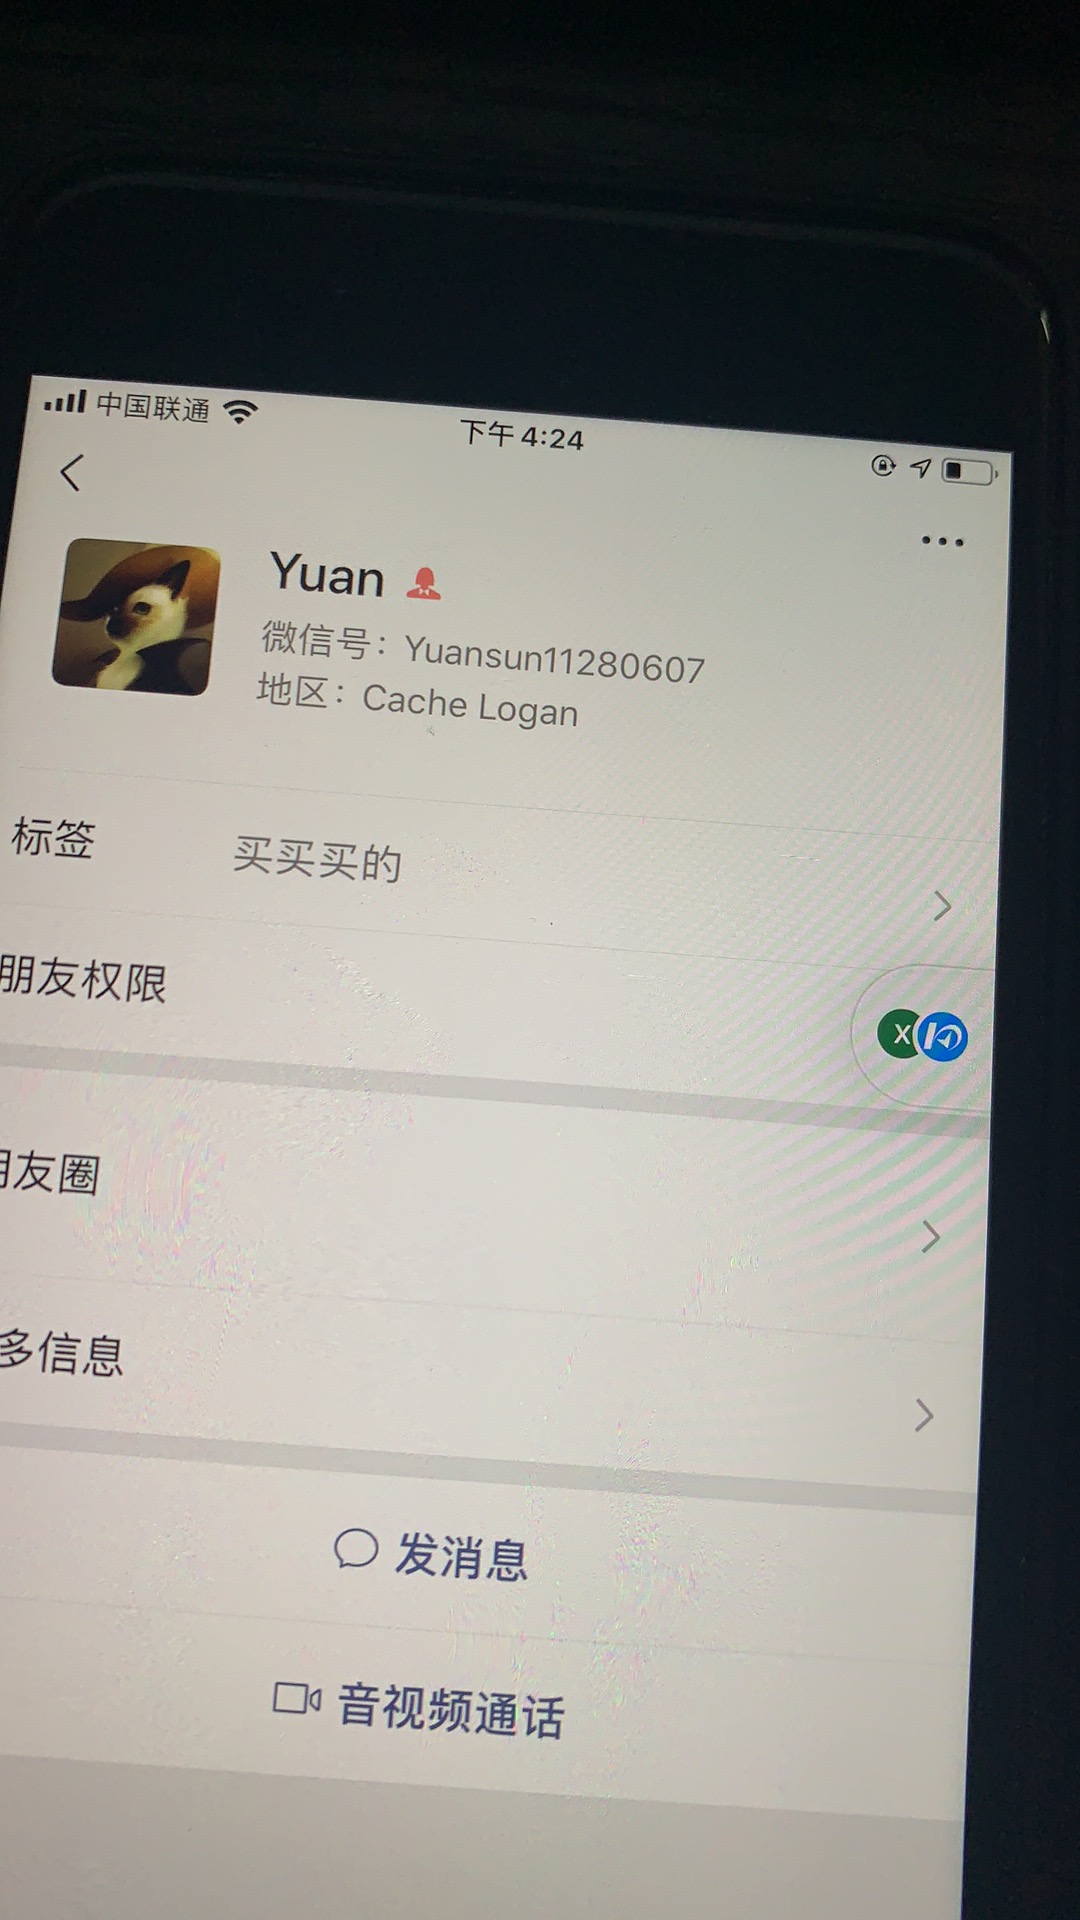 中国联通
下午4:24
Yuan
微信号：Yuansun11280607
地区：Cache Logan
标签 买买买的
朋友权限
X
朋友圈
多信息
发消息
音视频通话